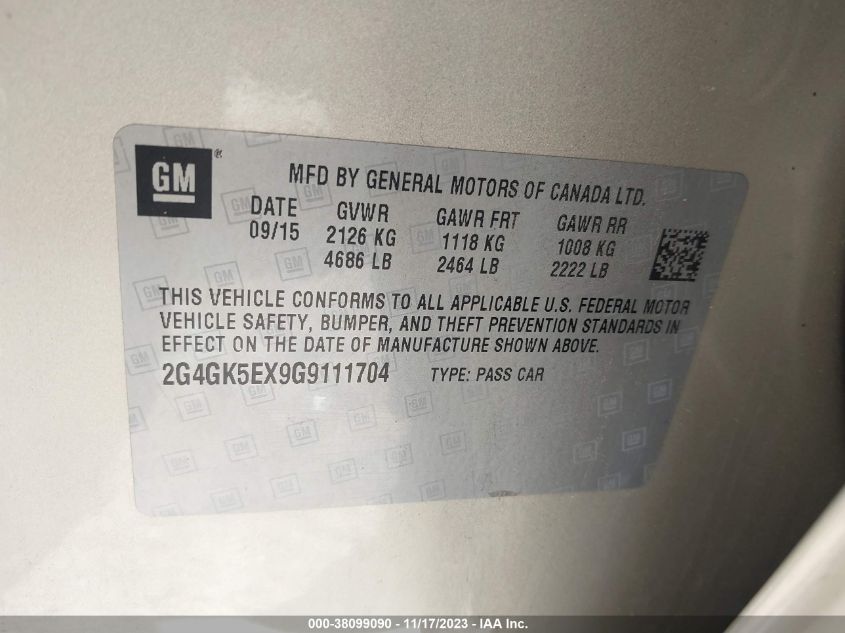 GM®
MFD BY GENERAL MOTORS OF CANADA LTD.
DATE GVWR GAWR FRT GAWR RR
09/15 2126 KG 1118 KG 1008 KG
4686 LB 2464 LB 2222 LB
THIS VEHICLE CONFORMS TO ALL APPLICABLE U.S. FEDERAL MOTOR
VEHICLE SAFETY, BUMPER, AND THEFT PREVENTION STANDARDS IN
EFFECT ON THE DATE OF MANUFACTURE SHOWN ABOVE.
2G4GK5EX9G9111704 TYPE: PASS CAR
000-38099090 - 11/17/2023 - IAA Inc.